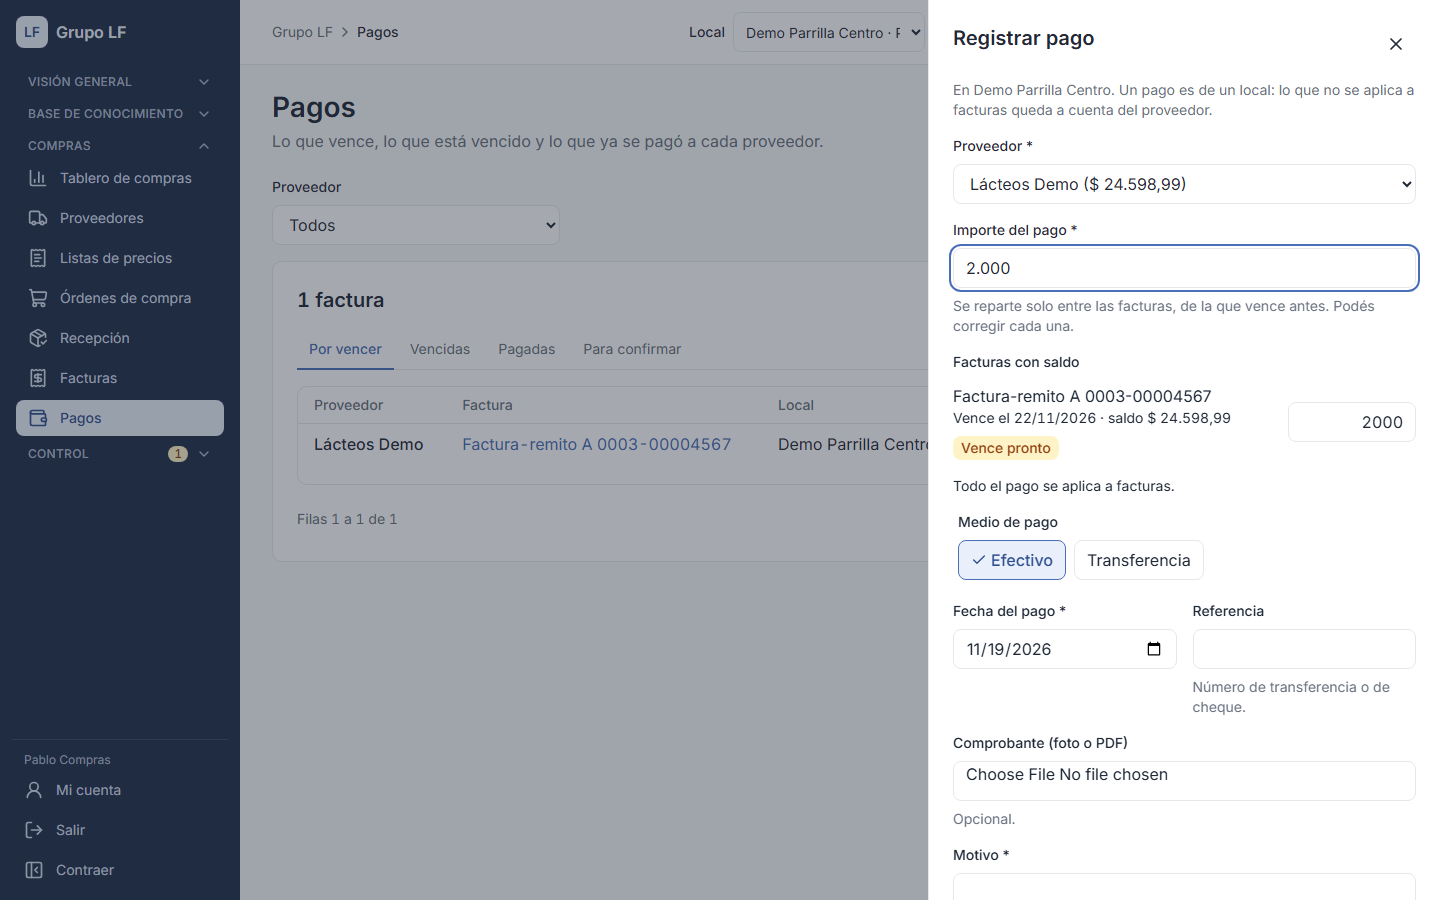 LF Grupo LF
VISIÓN GENERAL
BASE DE CONOCIMIENTO
COMPRAS
Tablero de compras
Proveedores
Listas de precios
Órdenes de compra
Recepción
Facturas
Pagos
CONTROL 1
Pablo Compras
Mi cuenta
Salir
Contraer
Grupo LF > Pagos
Local Demo Parrilla Centro ·
Pagos
Lo que vence, lo que está vencido y lo que ya se pagó a cada proveedor.
Proveedor
Todos
1 factura
Por vencer Vencidas Pagadas Para confirmar
Proveedor Factura Local
Lácteos Demo Factura-remito A 0003-00004567 Demo Parrilla Centro
Filas 1 a 1 de 1
Registrar pago
En Demo Parrilla Centro. Un pago es de un local: lo que no se aplica a
facturas queda a cuenta del proveedor.
Proveedor *
Lácteos Demo ($ 24.598,99)
Importe del pago *
2.000
Se reparte solo entre las facturas, de la que vence antes. Podés
corregir cada una.
Facturas con saldo
Factura-remito A 0003-00004567
Vence el 22/11/2026 · saldo $ 24.598,99
2000
Vence pronto
Todo el pago se aplica a facturas.
Medio de pago
Efectivo Transferencia
Fecha del pago * Referencia
11/19/2026
Número de transferencia o de
cheque.
Comprobante (foto o PDF)
Choose File No file chosen
Opcional.
Motivo *